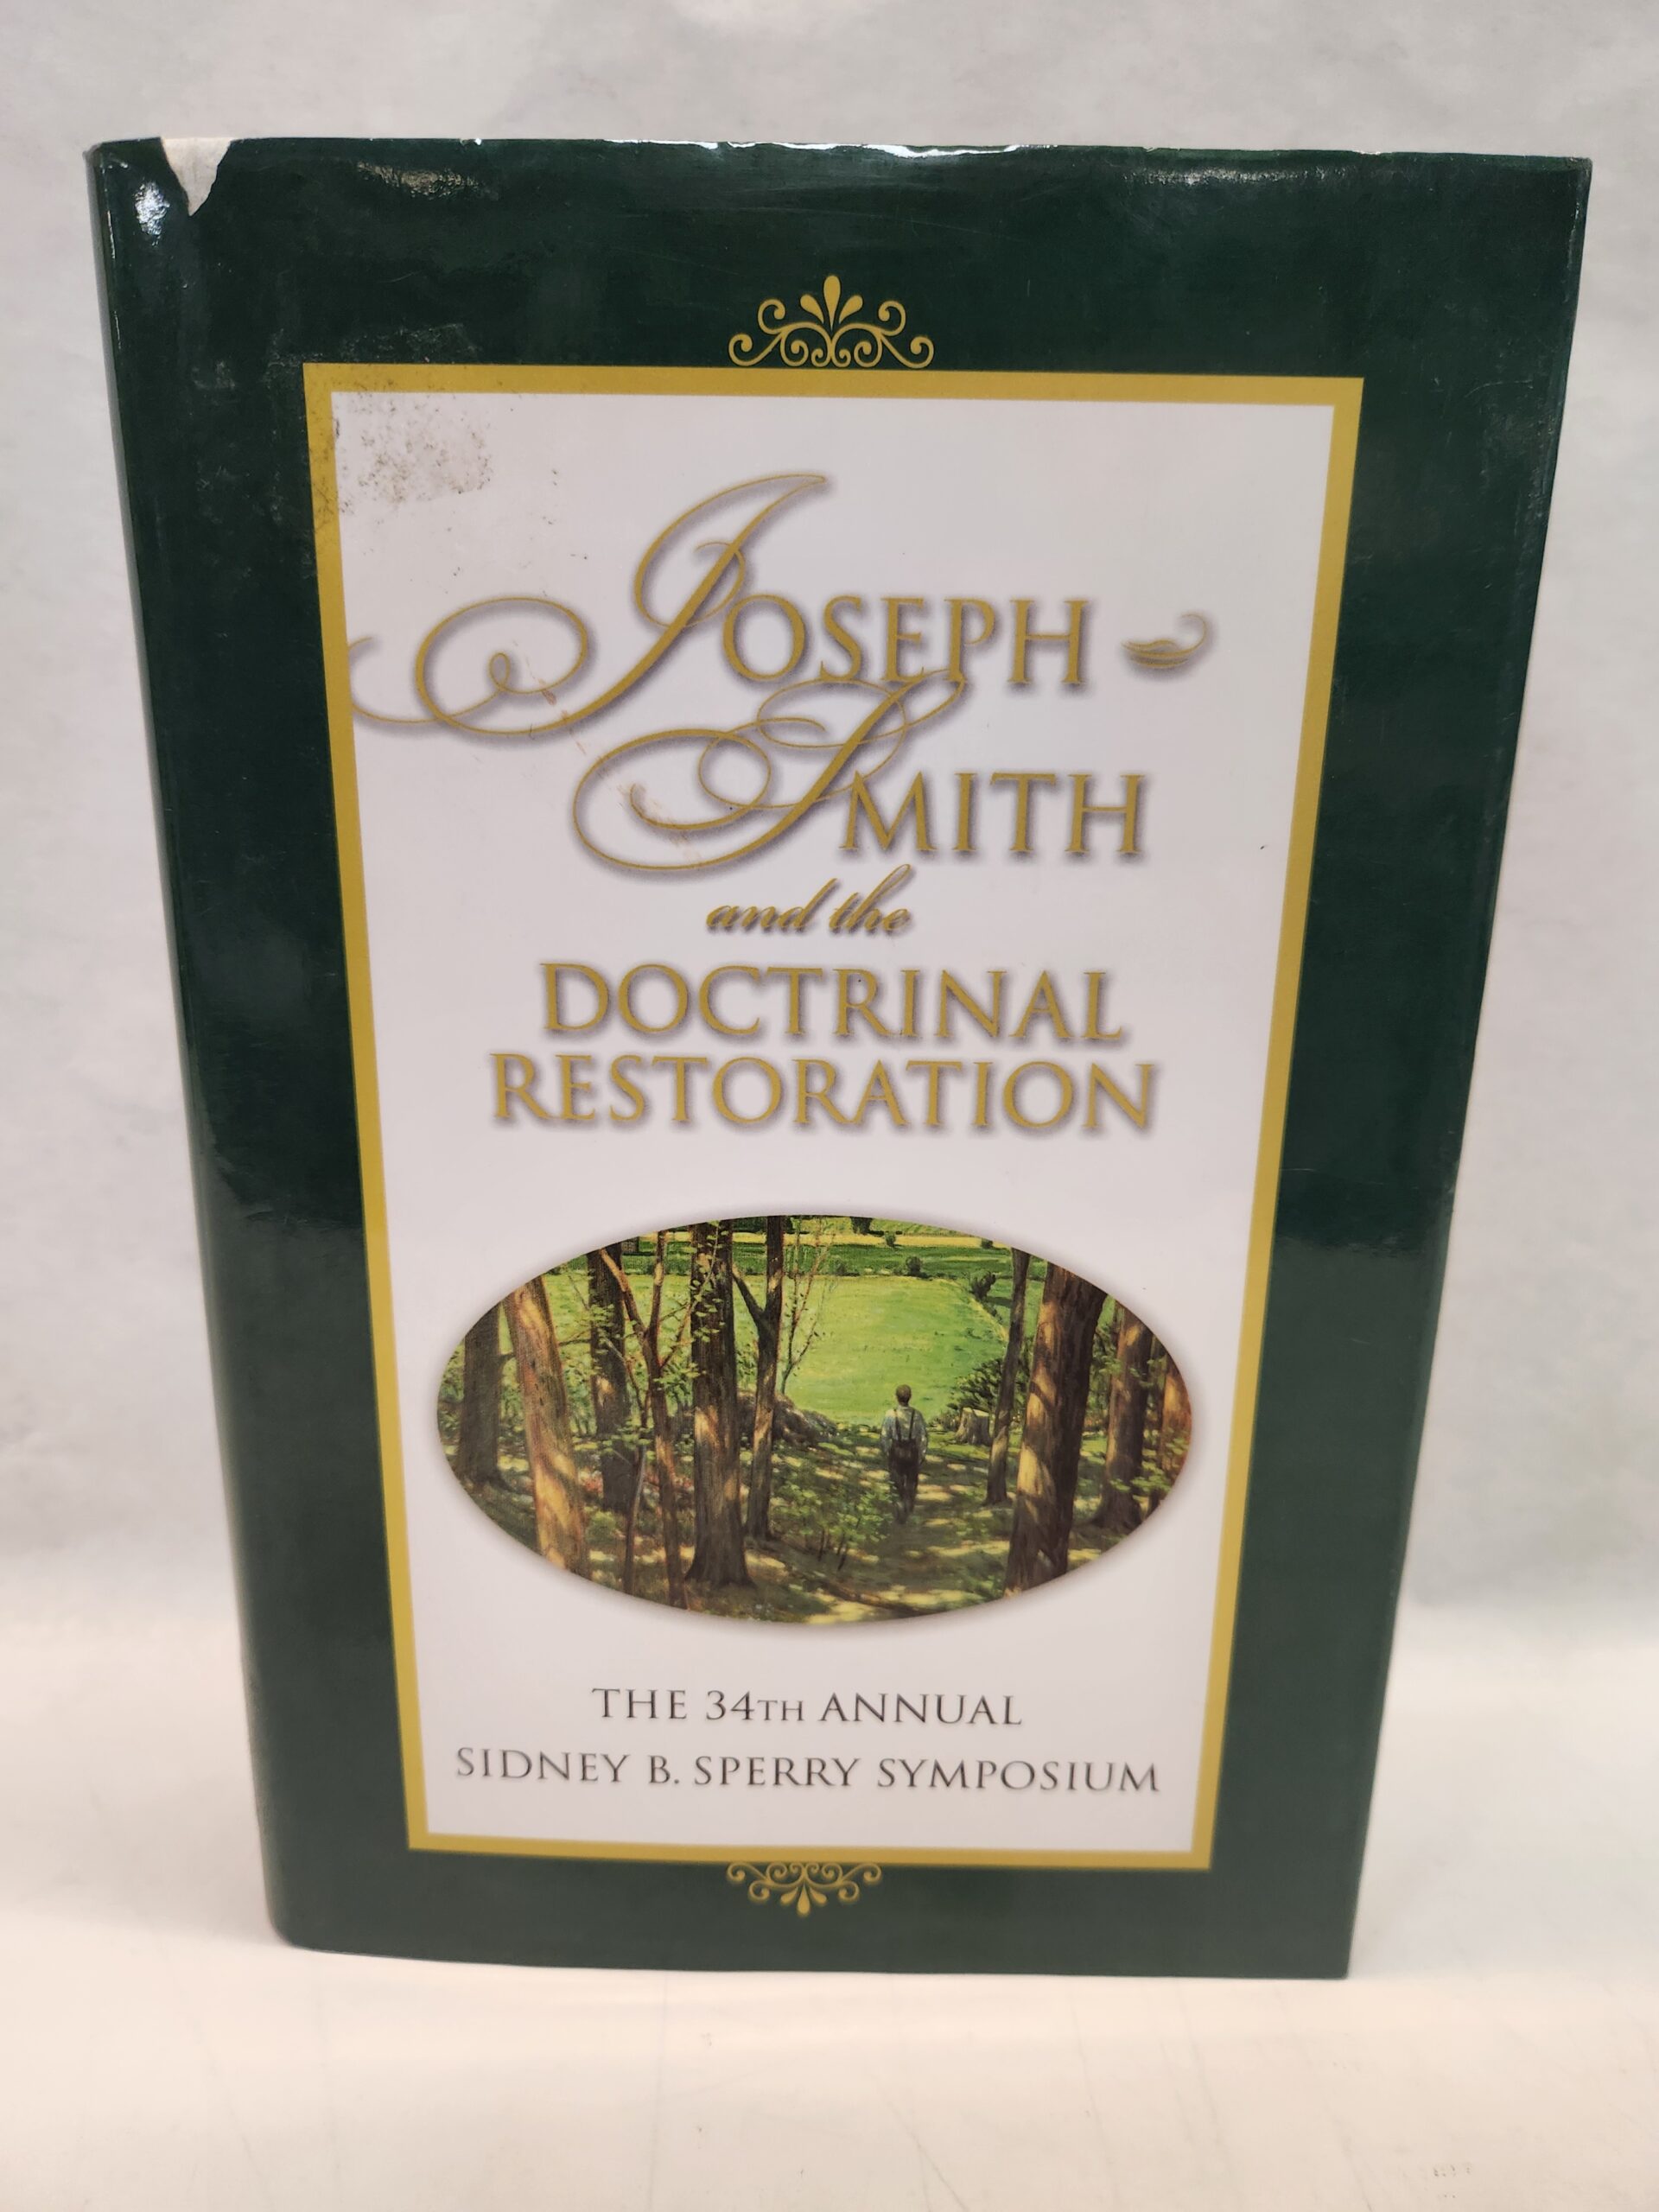 JOSEPH
SMITH
and the
DOCTRINAL
RESTORATION
THE 34TH ANNUAL
SIDNEY B. SPERRY SYMPOSIUM